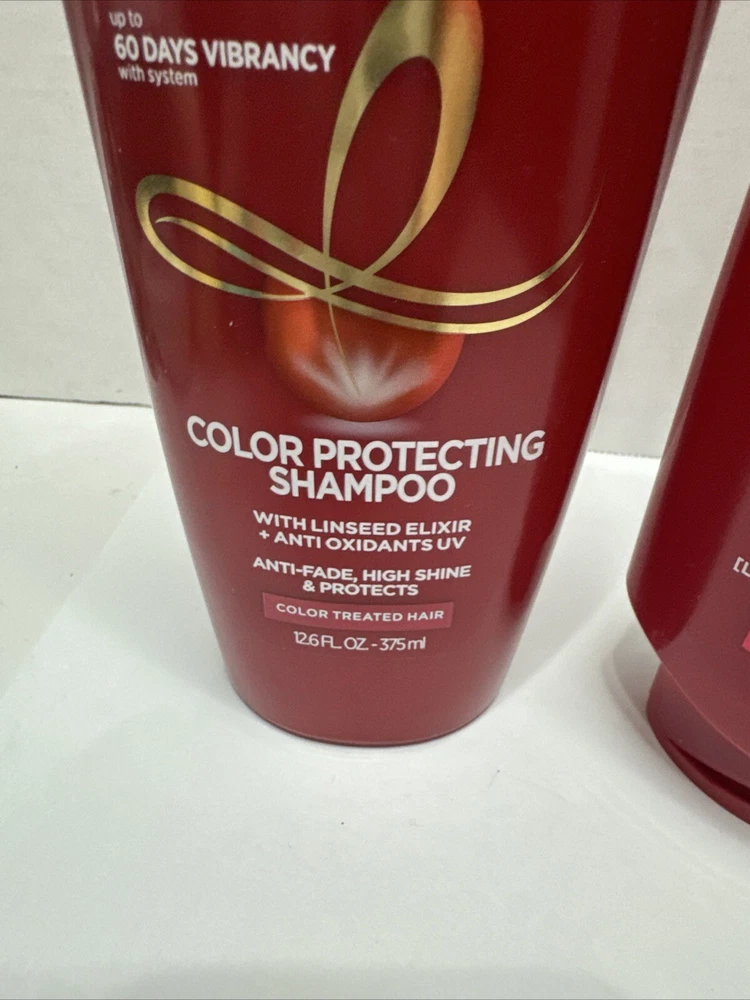 up to
60 DAYS VIBRANCY
with system
COLOR PROTECTING
SHAMPOO
WITH LINSEED ELIXIR
+ ANTI OXIDANTS UV
ANTI-FADE, HIGH SHINE
& PROTECTS
COLOR TREATED HAIR
12.6 FL. OZ. - 375 ml